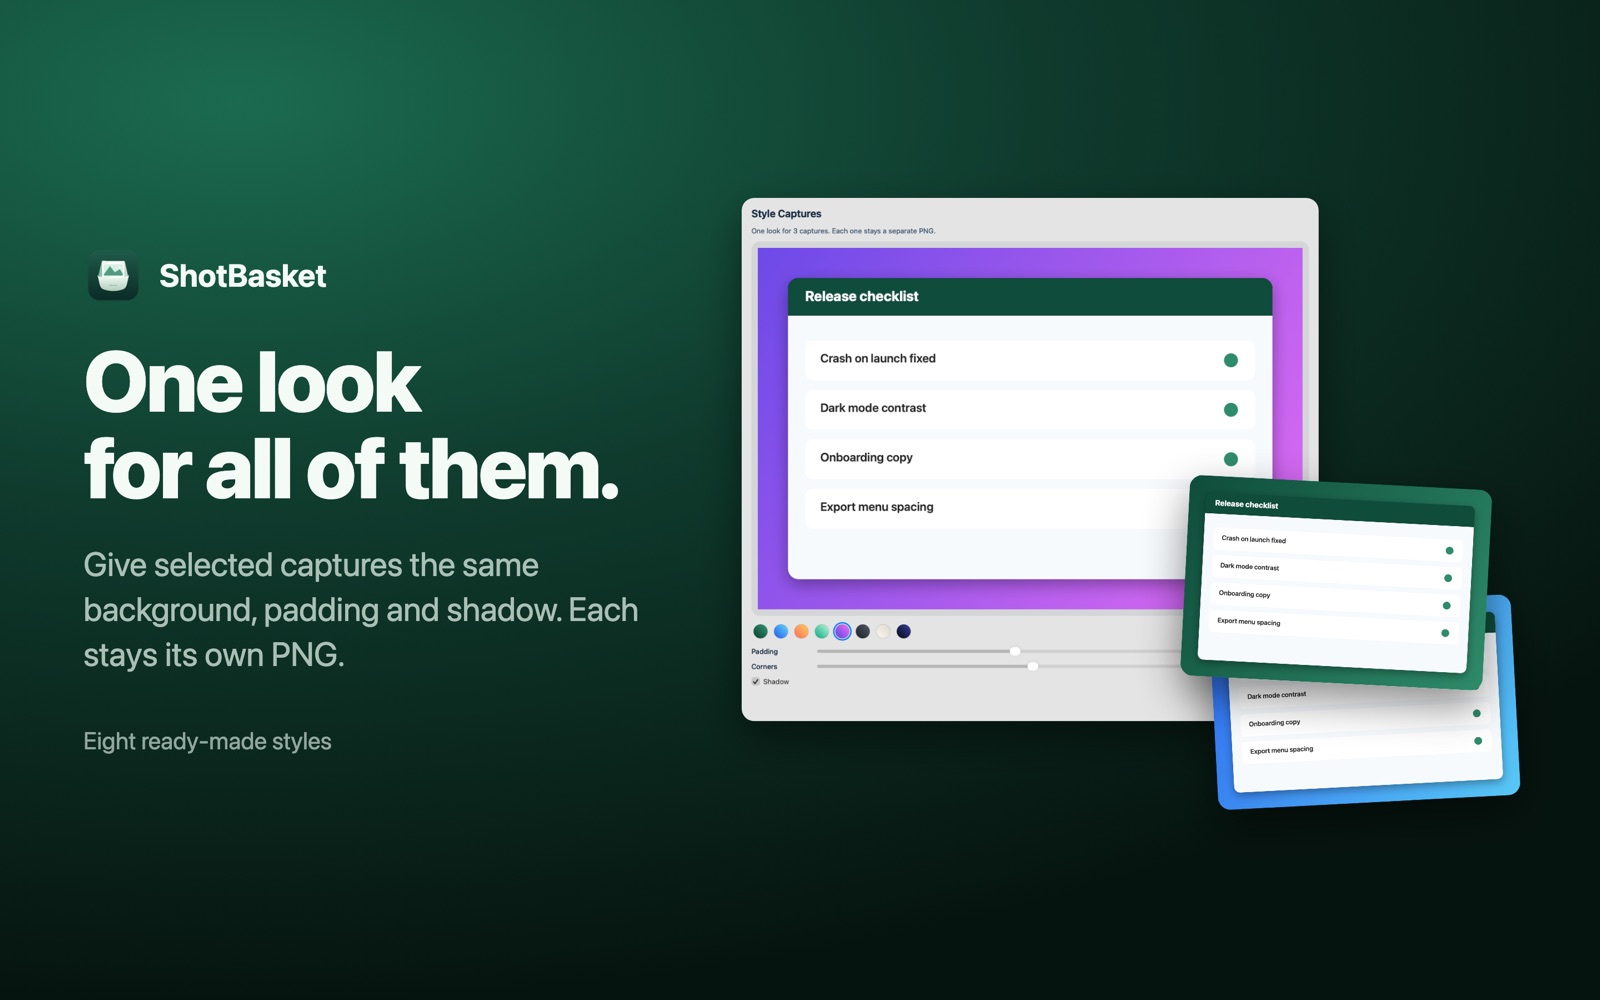 ShotBasket
One look
for all of them.
Give selected captures the same
background, padding and shadow. Each
stays its own PNG.
Eight ready-made styles
Style Captures
One look for 3 captures. Each one stays a separate PNG.
Release checklist
Crash on launch fixed
Dark mode contrast
Onboarding copy
Export menu spacing
Padding
Corners
Shadow
Release checklist
Crash on launch fixed
Dark mode contrast
Onboarding copy
Export menu spacing
Dark mode contrast
Onboarding copy
Export menu spacing